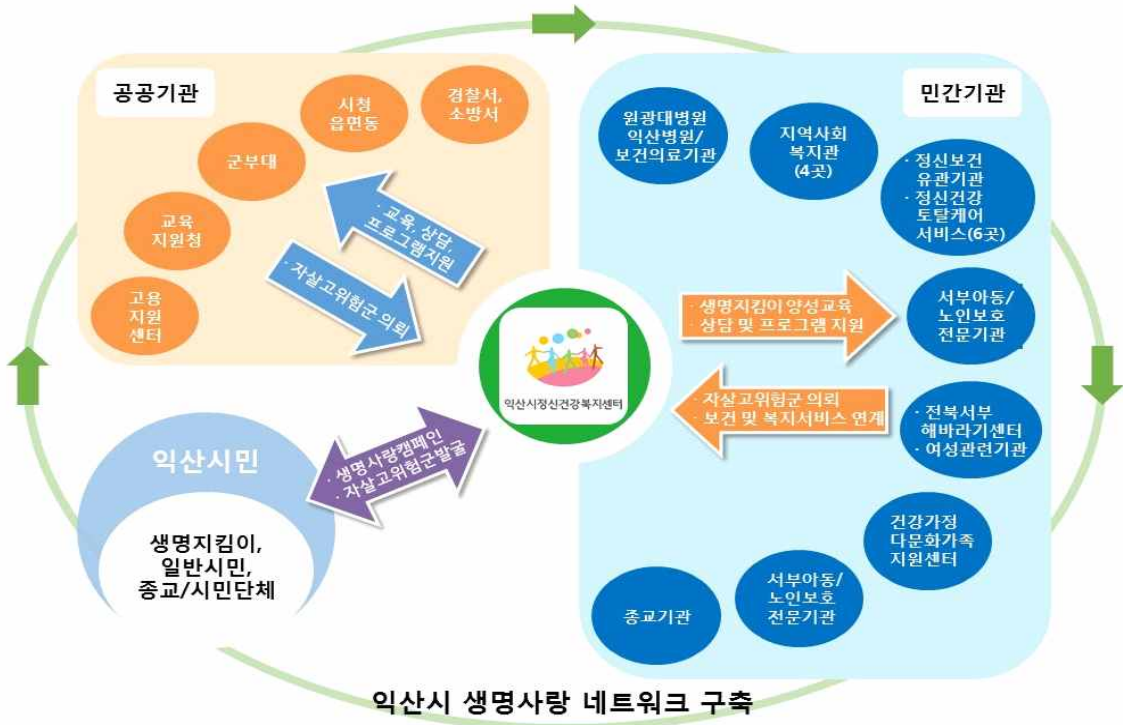 공공기관
경찰서,
소방서
시청
읍면동
군부대
교육
지원청
고용
지원
센터
· 교육, 상담,
프로그램지원
· 자살고위험군 의뢰
민간기관
원광대병원
익산병원/
보건의료기관
지역사회
복지관
(4곳)
· 정신보건
유관기관
· 정신건강
토탈케어
서비스(6곳)
서부아동/
노인보호
전문기관
· 전북서부
해바라기센터
· 여성관련기관
건강가정
다문화가족
지원센터
서부아동/
노인보호
전문기관
종교기관
· 생명지킴이 양성교육
· 상담 및 프로그램 지원
· 자살고위험군 의뢰
· 보건 및 복지서비스 연계
익산시정신건강복지센터
· 생명사랑캠페인
· 자살고위험군발굴
익산시민
생명지킴이,
일반시민,
종교/시민단체
익산시 생명사랑 네트워크 구축